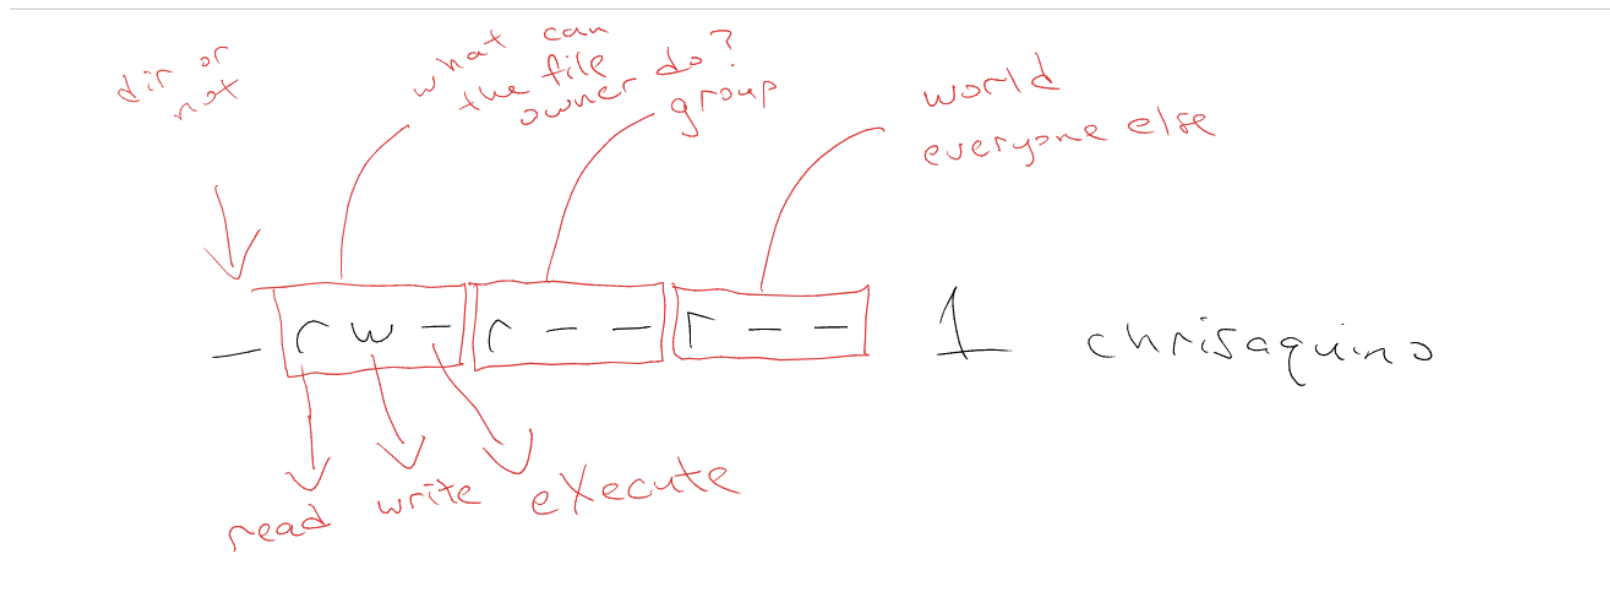 dir or
not
what can
the file
owner do?
group
world
everyone else
- rw- r-- r-- 1 chrisaquino
read write eXecute